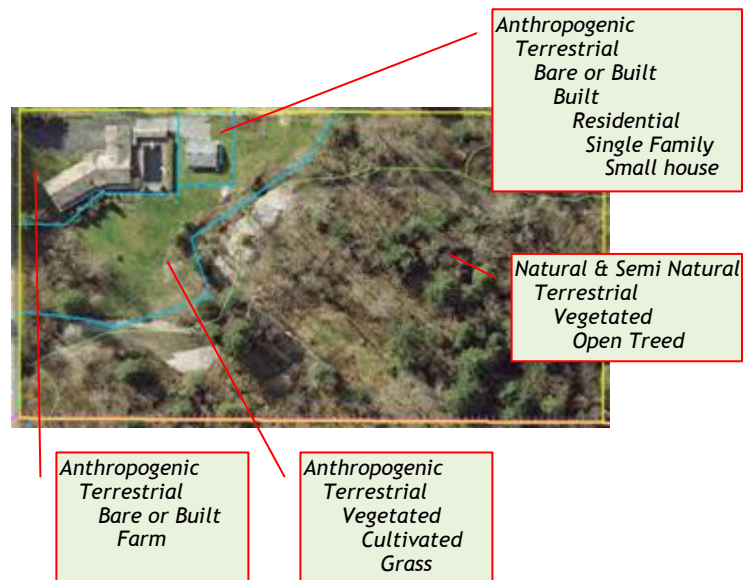 Anthropogenic
Terrestrial
Bare or Built
Built
Residential
Single Family
Small house
Natural & Semi Natural
Terrestrial
Vegetated
Open Treed
Anthropogenic
Terrestrial
Bare or Built
Farm
Anthropogenic
Terrestrial
Vegetated
Cultivated
Grass